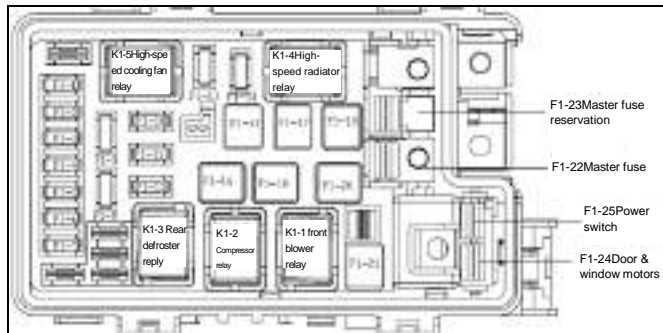 K1-5High-spe
ed cooling fan
relay
K1-4High-
speed radiator
relay
F1-23Master fuse
reservation
F1-22Master fuse
F1-25Power
switch
F1-24Door &
window motors
K1-3 Rear
defroster
reply
K1-2
Compressor
relay
K1-1 front
blower
relay
F1-21